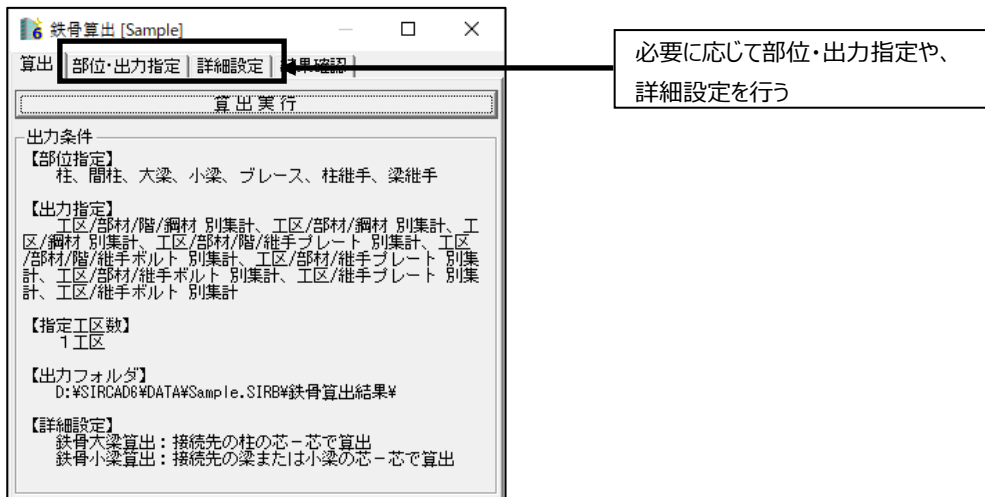 鉄骨算出 [Sample]
算出 部位・出力指定 詳細設定 結果確認
必要に応じて部位・出力指定や、
詳細設定を行う
算出実行
出力条件
【部位指定】
柱、間柱、大梁、小梁、ブレース、柱継手、梁継手
【出力指定】
工区/部材/階/鋼材 別集計、工区/部材/鋼材 別集計、工
区/鋼材 別集計、工区/部材/階/継手プレート 別集計、工区
/部材/階/継手ボルト 別集計、工区/部材/継手プレート 別集
計、工区/部材/継手ボルト 別集計、工区/継手プレート 別集
計、工区/継手ボルト 別集計
【指定工区数】
1工区
【出力フォルダ】
D:¥SIRCAD6¥DATA¥Sample.SIRB¥鉄骨算出結果¥
【詳細設定】
鉄骨大梁算出：接続先の柱の芯－芯で算出
鉄骨小梁算出：接続先の梁または小梁の芯－芯で算出